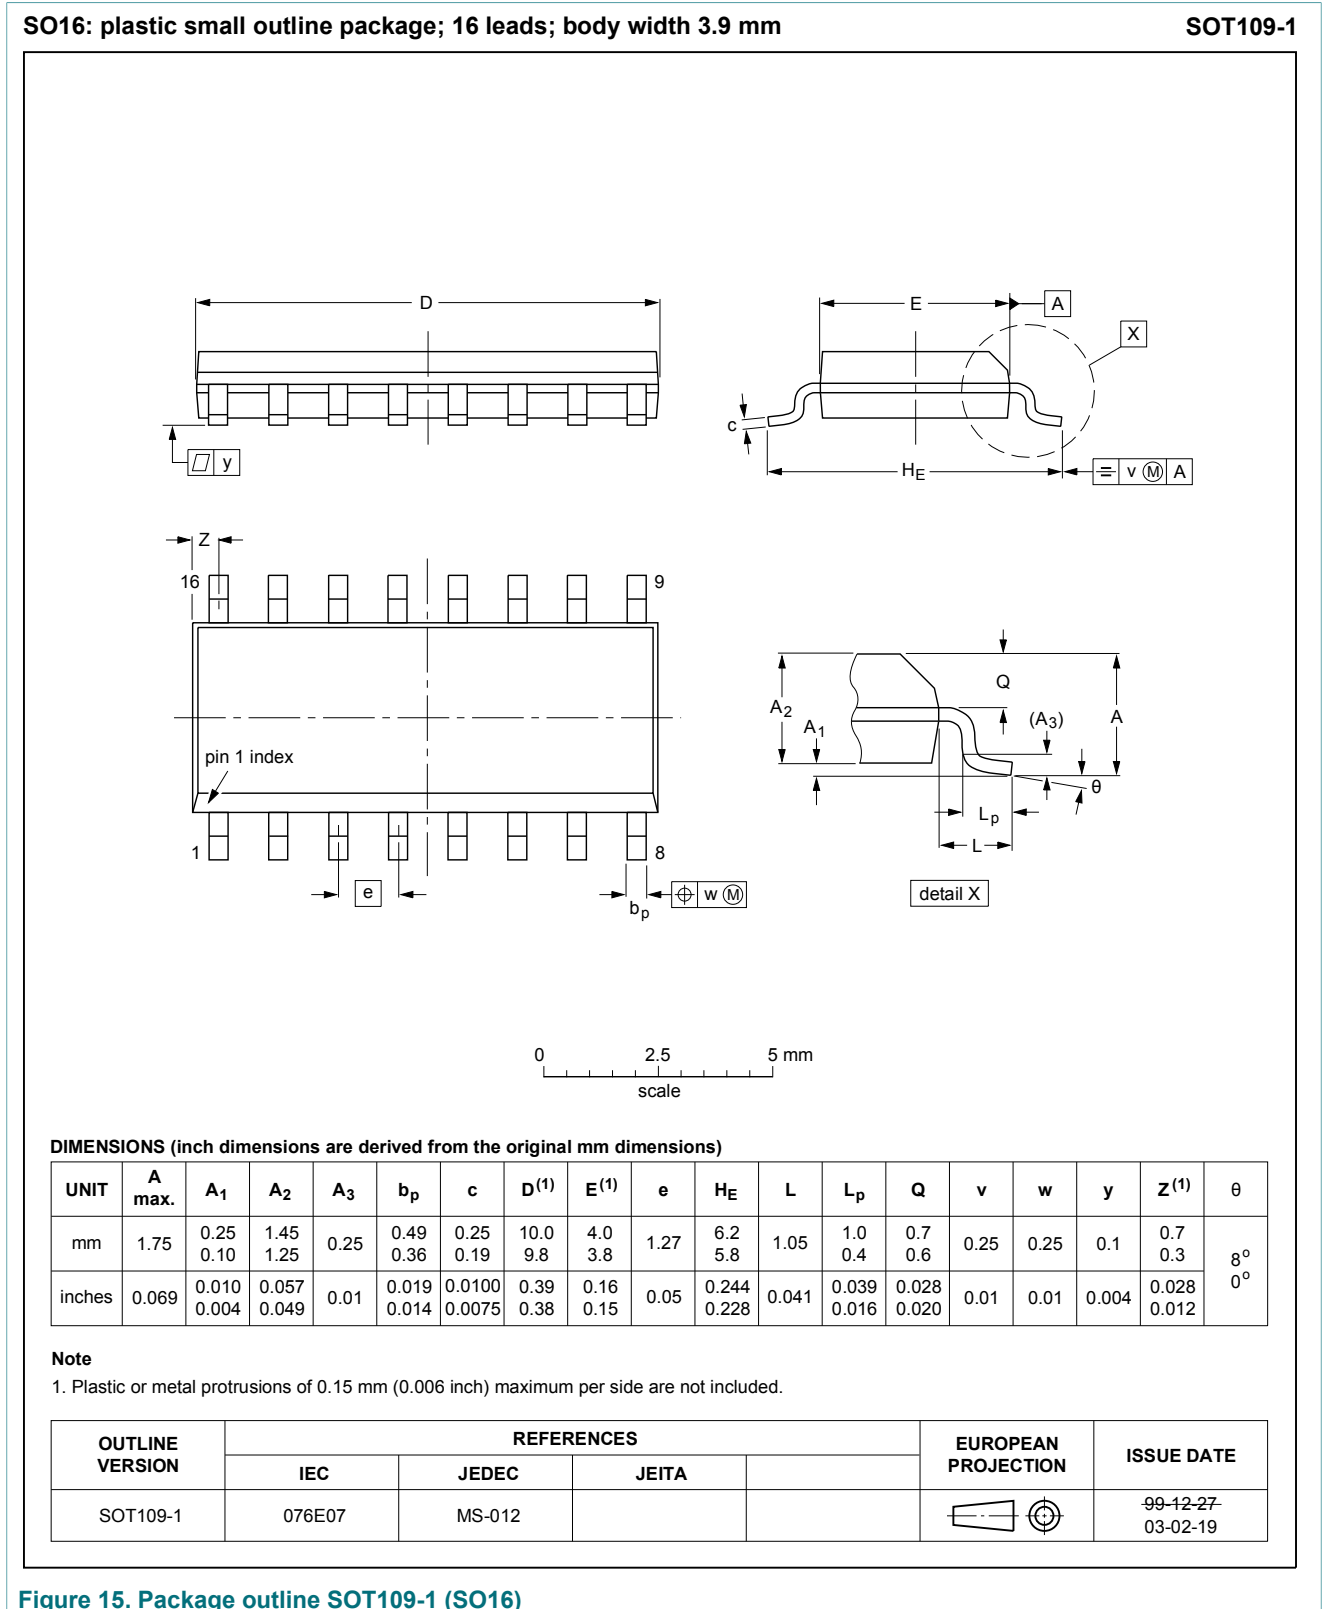 SO16: plastic small outline package; 16 leads; body width 3.9 mm SOT109-1
D
y
E
A
X
c
HE
v M A
Z
16
9
pin 1 index
1
8
e
bp
w M
Q
A2
A1
(A3)
A
θ
Lp
L
detail X
0 2.5 5 mm
scale
DIMENSIONS (inch dimensions are derived from the original mm dimensions)
UNIT A max. A1 A2 A3 bp c D(1) E(1) e HE L Lp Q v w y Z(1) θ
mm 1.75 0.25 0.10 1.45 1.25 0.25 0.49 0.36 0.25 0.19 10.0 9.8 4.0 3.8 1.27 6.2 5.8 1.05 1.0 0.4 0.7 0.6 0.25 0.25 0.1 0.7 0.3 8o 0o
inches 0.069 0.010 0.004 0.057 0.049 0.01 0.019 0.014 0.0100 0.0075 0.39 0.38 0.16 0.15 0.05 0.244 0.228 0.041 0.039 0.016 0.028 0.020 0.01 0.01 0.004 0.028 0.012
Note
1. Plastic or metal protrusions of 0.15 mm (0.006 inch) maximum per side are not included.
OUTLINE VERSION REFERENCES EUROPEAN PROJECTION ISSUE DATE
IEC JEDEC JEITA
SOT109-1 076E07 MS-012 99-12-27 03-02-19
Figure 15. Package outline SOT109-1 (SO16)